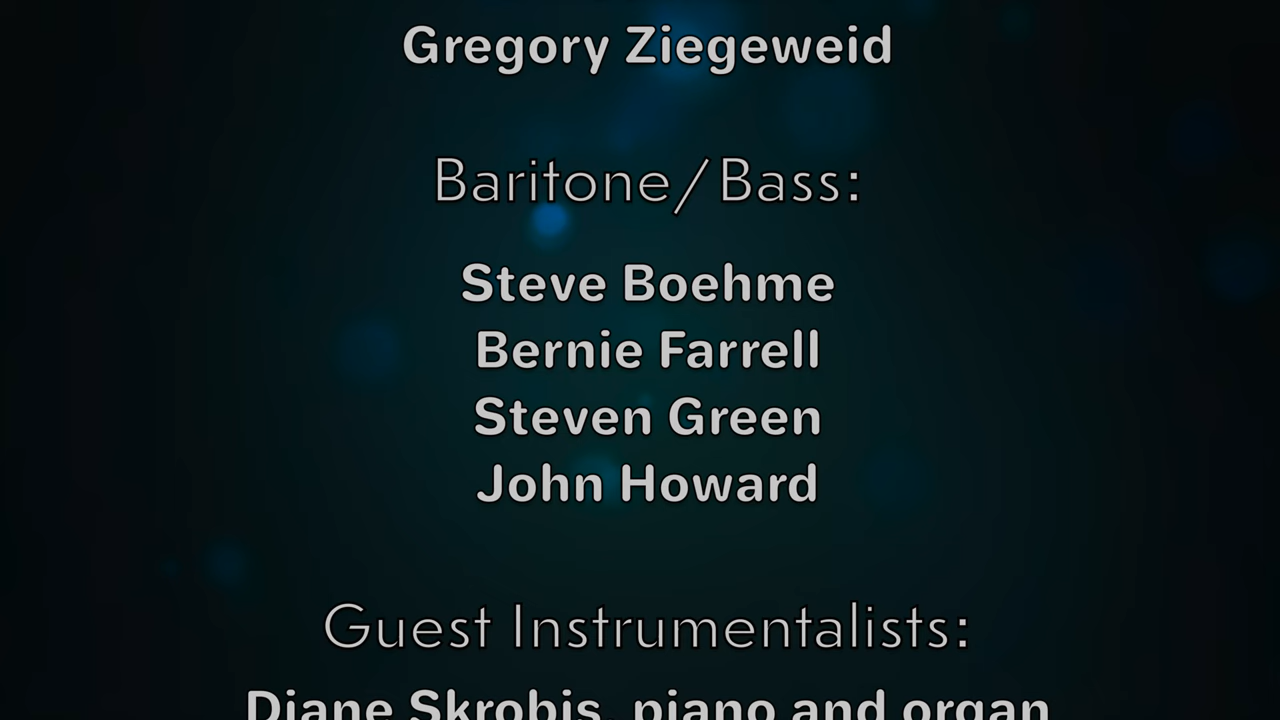 Gregory Ziegeweid
Baritone/Bass:
Steve Boehme
Bernie Farrell
Steven Green
John Howard
Guest Instrumentalists:
Diane Skrobis, piano and organ